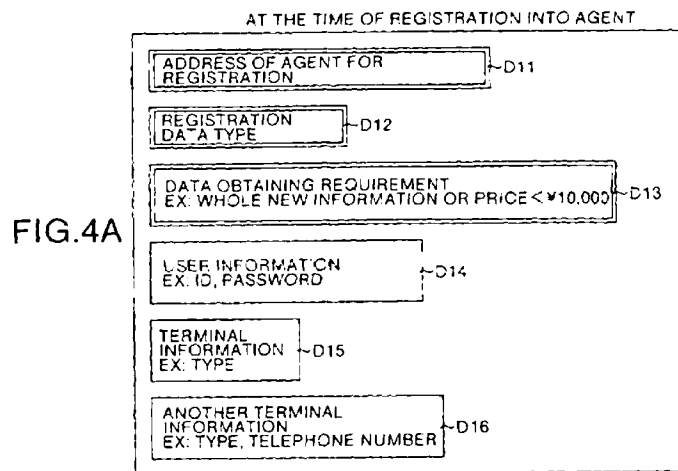 AT THE TIME OF REGISTRATION INTO AGENT
ADDRESS OF AGENT FOR
REGISTRATION
D11
REGISTRATION
DATA TYPE
D12
DATA OBTAINING REQUIREMENT
EX: WHOLE NEW INFORMATION OR PRICE<¥10,000
D13
FIG.4A
USER INFORMATION
EX: ID, PASSWORD
D14
TERMINAL
INFORMATION
EX: TYPE
D15
ANOTHER TERMINAL
INFORMATION
EX: TYPE, TELEPHONE NUMBER
D16